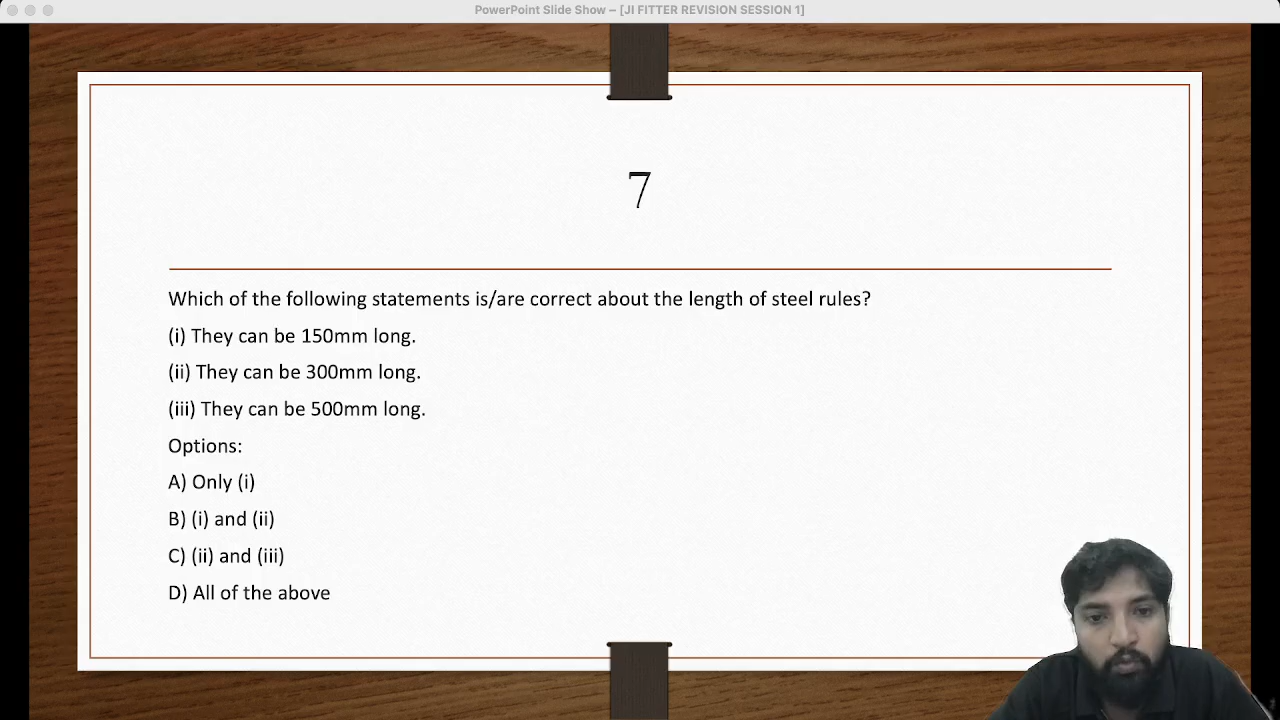 PowerPoint Slide Show – [JI FITTER REVISION SESSION 1]
7
Which of the following statements is/are correct about the length of steel rules?
(i) They can be 150mm long.
(ii) They can be 300mm long.
(iii) They can be 500mm long.
Options:
A) Only (i)
B) (i) and (ii)
C) (ii) and (iii)
D) All of the above